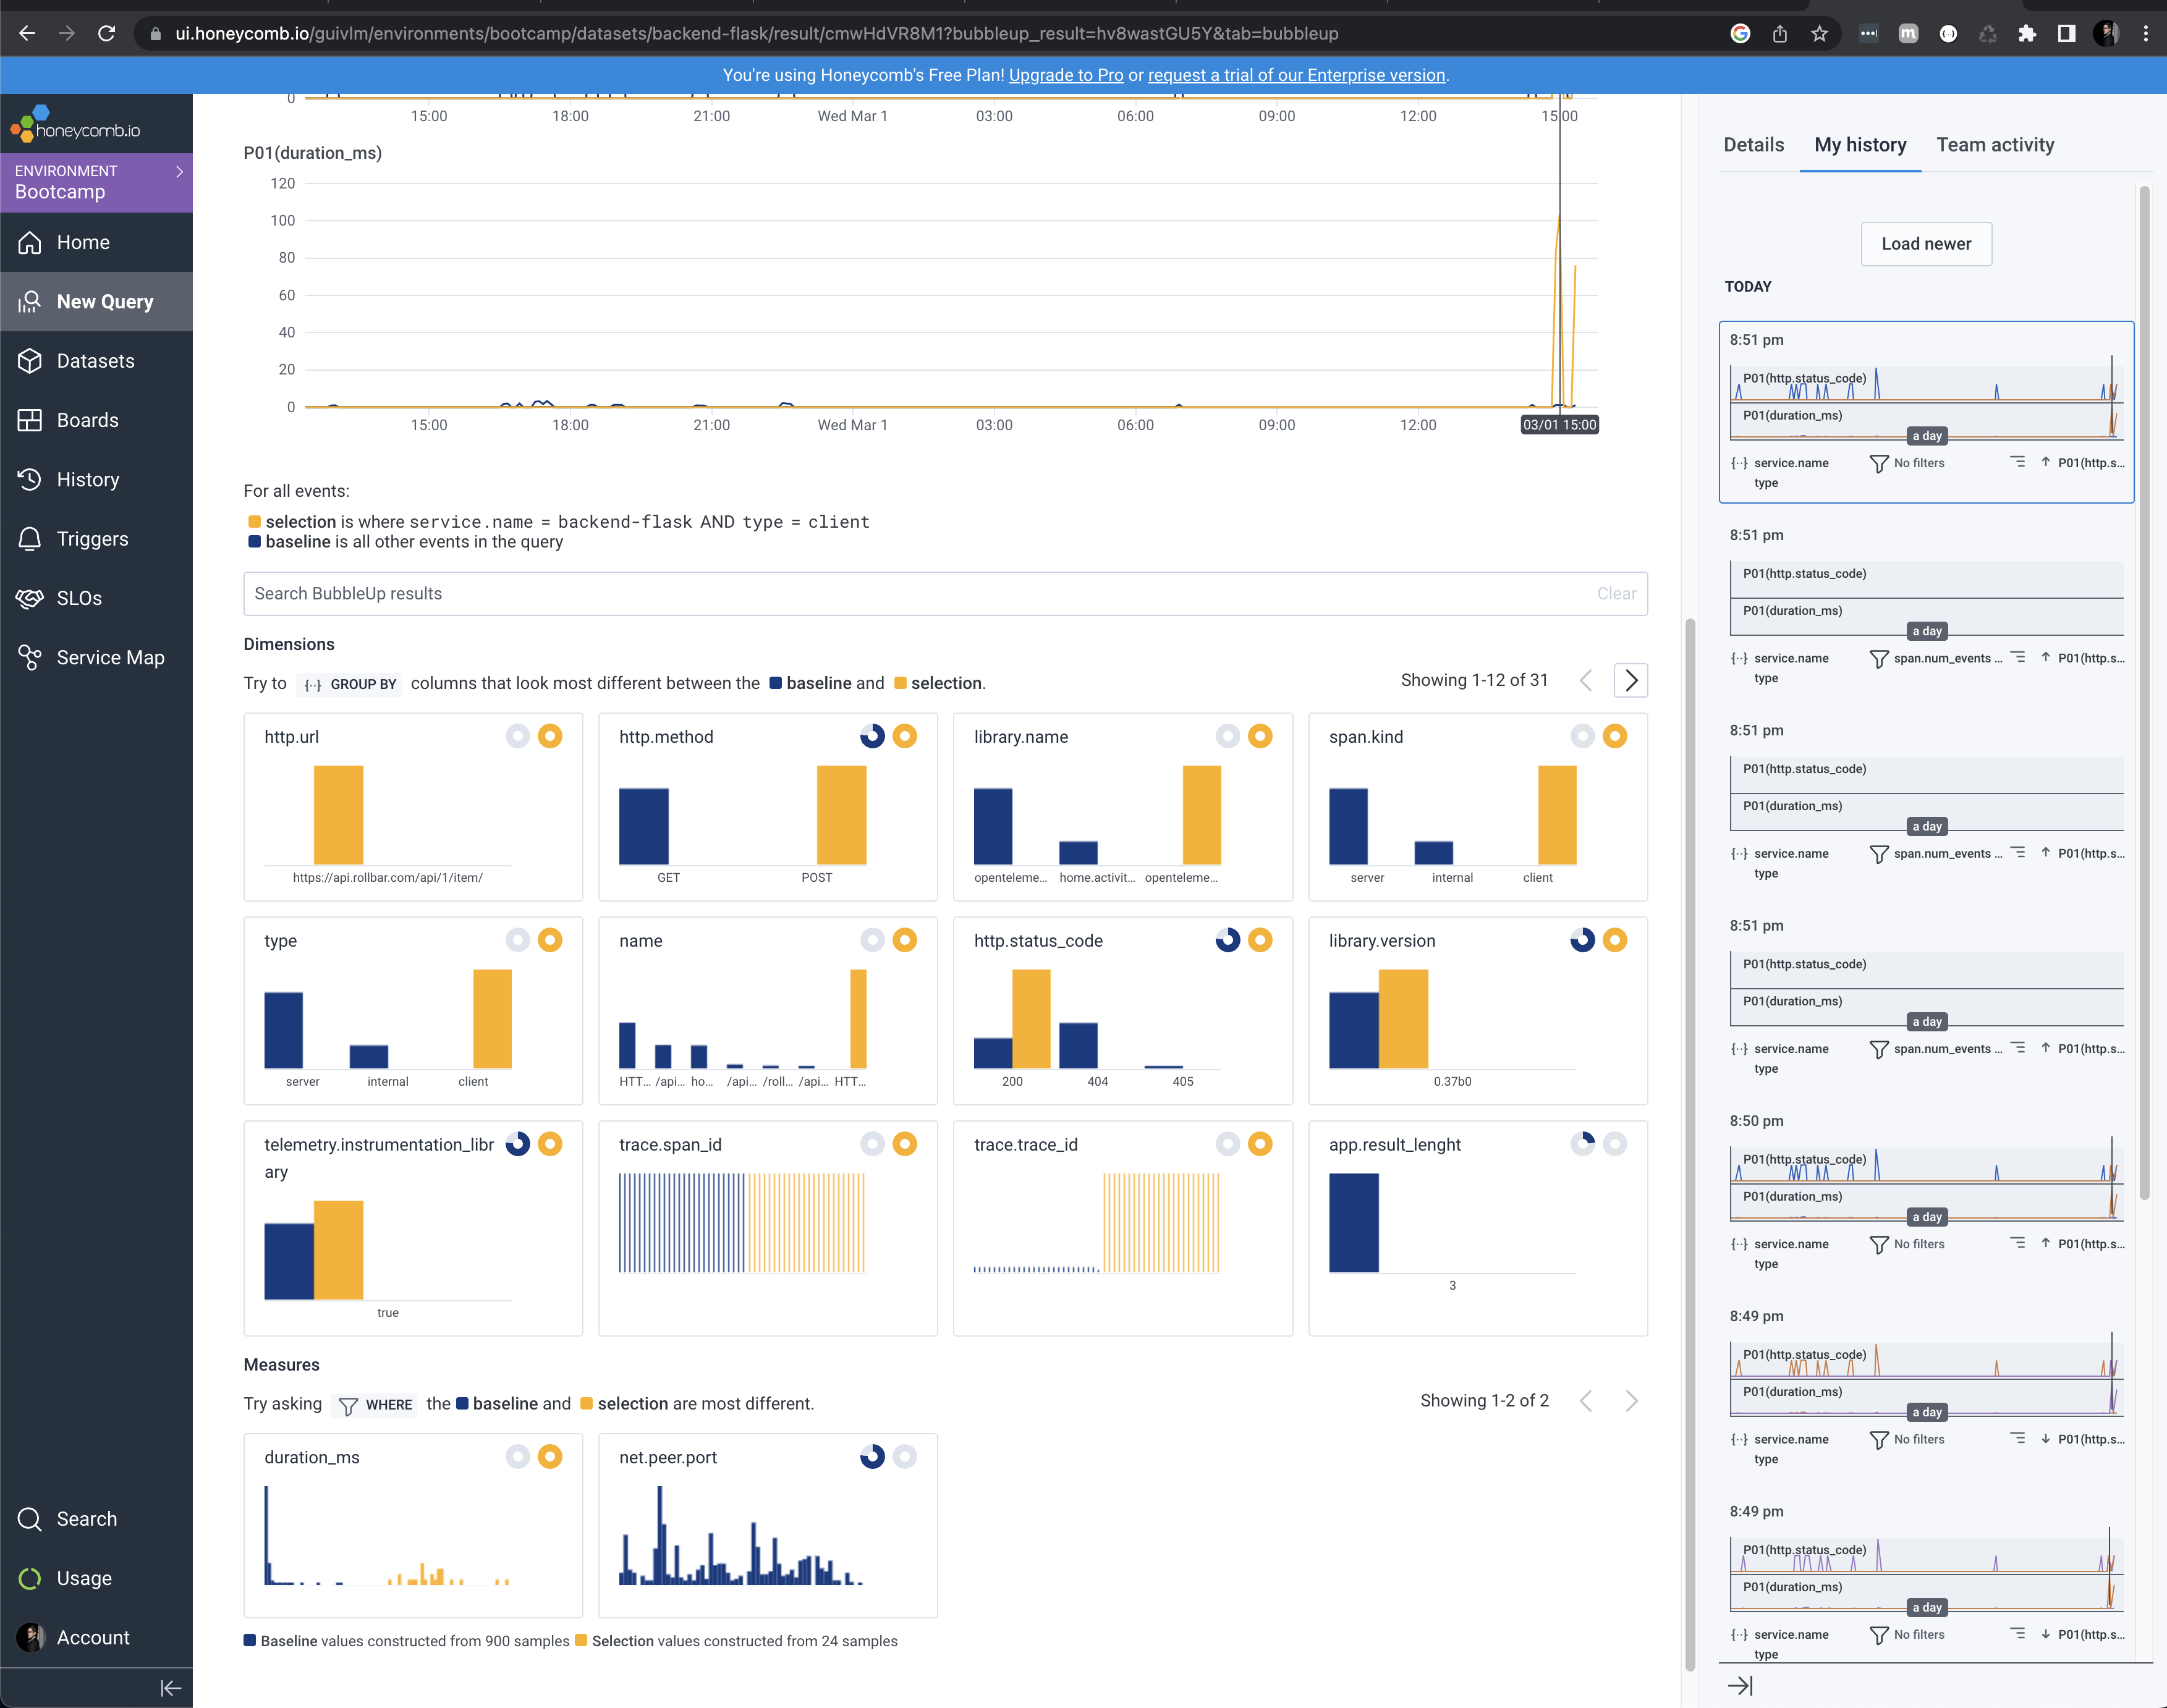 ui.honeycomb.io/guivlm/environments/bootcamp/datasets/backend-flask/result/cmwHdVR8M1?bubbleup_result=hv8wastGU5Y&tab=bubbleup
You're using Honeycomb's Free Plan! Upgrade to Pro or request a trial of our Enterprise version.
honeycomb.io
ENVIRONMENT
Bootcamp
Home
New Query
Datasets
Boards
History
Triggers
SLOs
Service Map
Search
Usage
Account
0
15:00 18:00 21:00 Wed Mar 1 03:00 06:00 09:00 12:00 15:00
P01(duration_ms)
120
100
80
60
40
20
0
15:00 18:00 21:00 Wed Mar 1 03:00 06:00 09:00 12:00 03/01 15:00
For all events:
selection is where service.name = backend-flask AND type = client
baseline is all other events in the query
Search BubbleUp results Clear
Dimensions
Try to GROUP BY columns that look most different between the baseline and selection. Showing 1-12 of 31
http.url
https://api.rollbar.com/api/1/item/
http.method
GET POST
library.name
openteleme... home.activit... openteleme...
span.kind
server internal client
type
server internal client
name
HTT... /api... ho... /api... /roll... /api... HTT...
http.status_code
200 404 405
library.version
0.37b0
telemetry.instrumentation_libr
ary
true
trace.span_id
trace.trace_id
app.result_lenght
3
Measures
Try asking WHERE the baseline and selection are most different. Showing 1-2 of 2
duration_ms
net.peer.port
Baseline values constructed from 900 samples Selection values constructed from 24 samples
Details My history Team activity
Load newer
TODAY
8:51 pm
P01(http.status_code)
P01(duration_ms)
a day
service.name No filters P01(http.s...
type
8:51 pm
P01(http.status_code)
P01(duration_ms)
a day
service.name span.num_events ... P01(http.s...
type
8:51 pm
P01(http.status_code)
P01(duration_ms)
a day
service.name span.num_events ... P01(http.s...
type
8:51 pm
P01(http.status_code)
P01(duration_ms)
a day
service.name span.num_events ... P01(http.s...
type
8:50 pm
P01(http.status_code)
P01(duration_ms)
a day
service.name No filters P01(http.s...
type
8:49 pm
P01(http.status_code)
P01(duration_ms)
a day
service.name No filters P01(http.s...
type
8:49 pm
P01(http.status_code)
P01(duration_ms)
a day
service.name No filters P01(http.s...
type